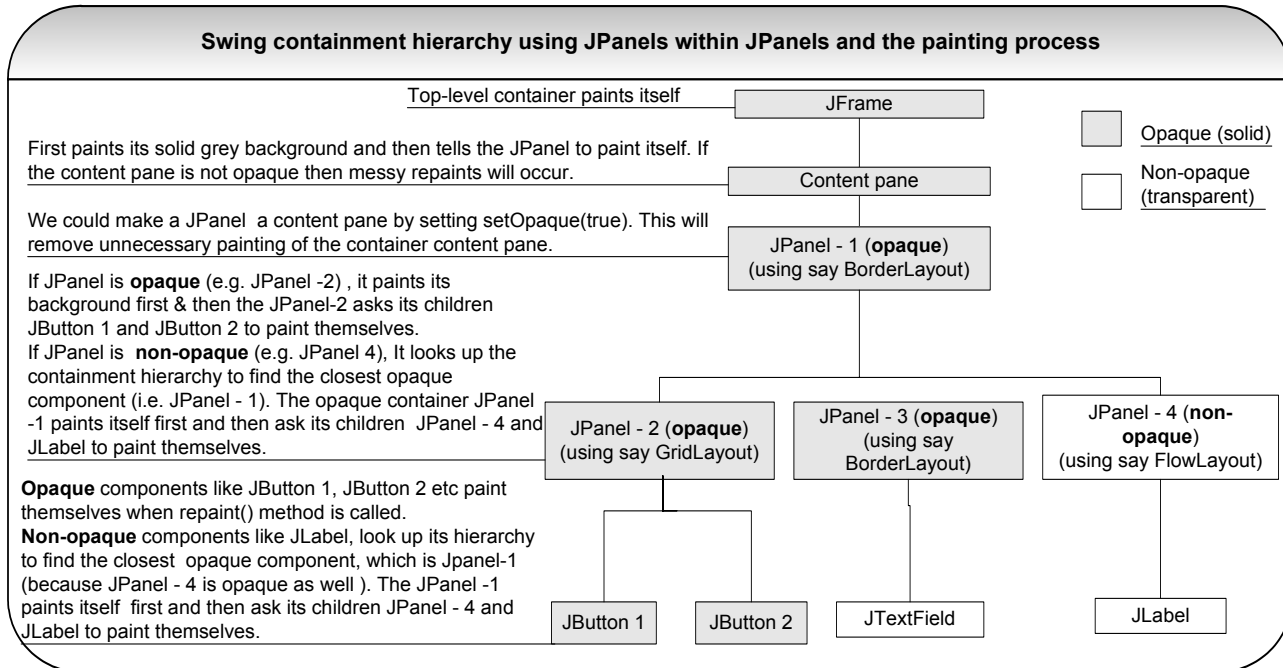 Swing containment hierarchy using JPanels within JPanels and the painting process
Top-level container paints itself
JFrame
Opaque (solid)
Non-opaque
(transparent)
First paints its solid grey background and then tells the JPanel to paint itself. If
the content pane is not opaque then messy repaints will occur.
Content pane
We could make a JPanel a content pane by setting setOpaque(true). This will
remove unnecessary painting of the container content pane.
JPanel - 1 (opaque)
(using say BorderLayout)
If JPanel is opaque (e.g. JPanel -2) , it paints its
background first & then the JPanel-2 asks its children
JButton 1 and JButton 2 to paint themselves.
If JPanel is non-opaque (e.g. JPanel 4), It looks up the
containment hierarchy to find the closest opaque
component (i.e. JPanel - 1). The opaque container JPanel
-1 paints itself first and then ask its children JPanel - 4 and
JLabel to paint themselves.
JPanel - 2 (opaque)
(using say GridLayout)
JPanel - 3 (opaque)
(using say
BorderLayout)
JPanel - 4 (non-
opaque)
(using say FlowLayout)
Opaque components like JButton 1, JButton 2 etc paint
themselves when repaint() method is called.
Non-opaque components like JLabel, look up its hierarchy
to find the closest opaque component, which is Jpanel-1
(because JPanel - 4 is opaque as well ). The JPanel -1
paints itself first and then ask its children JPanel - 4 and
JLabel to paint themselves.
JButton 1
JButton 2
JTextField
JLabel